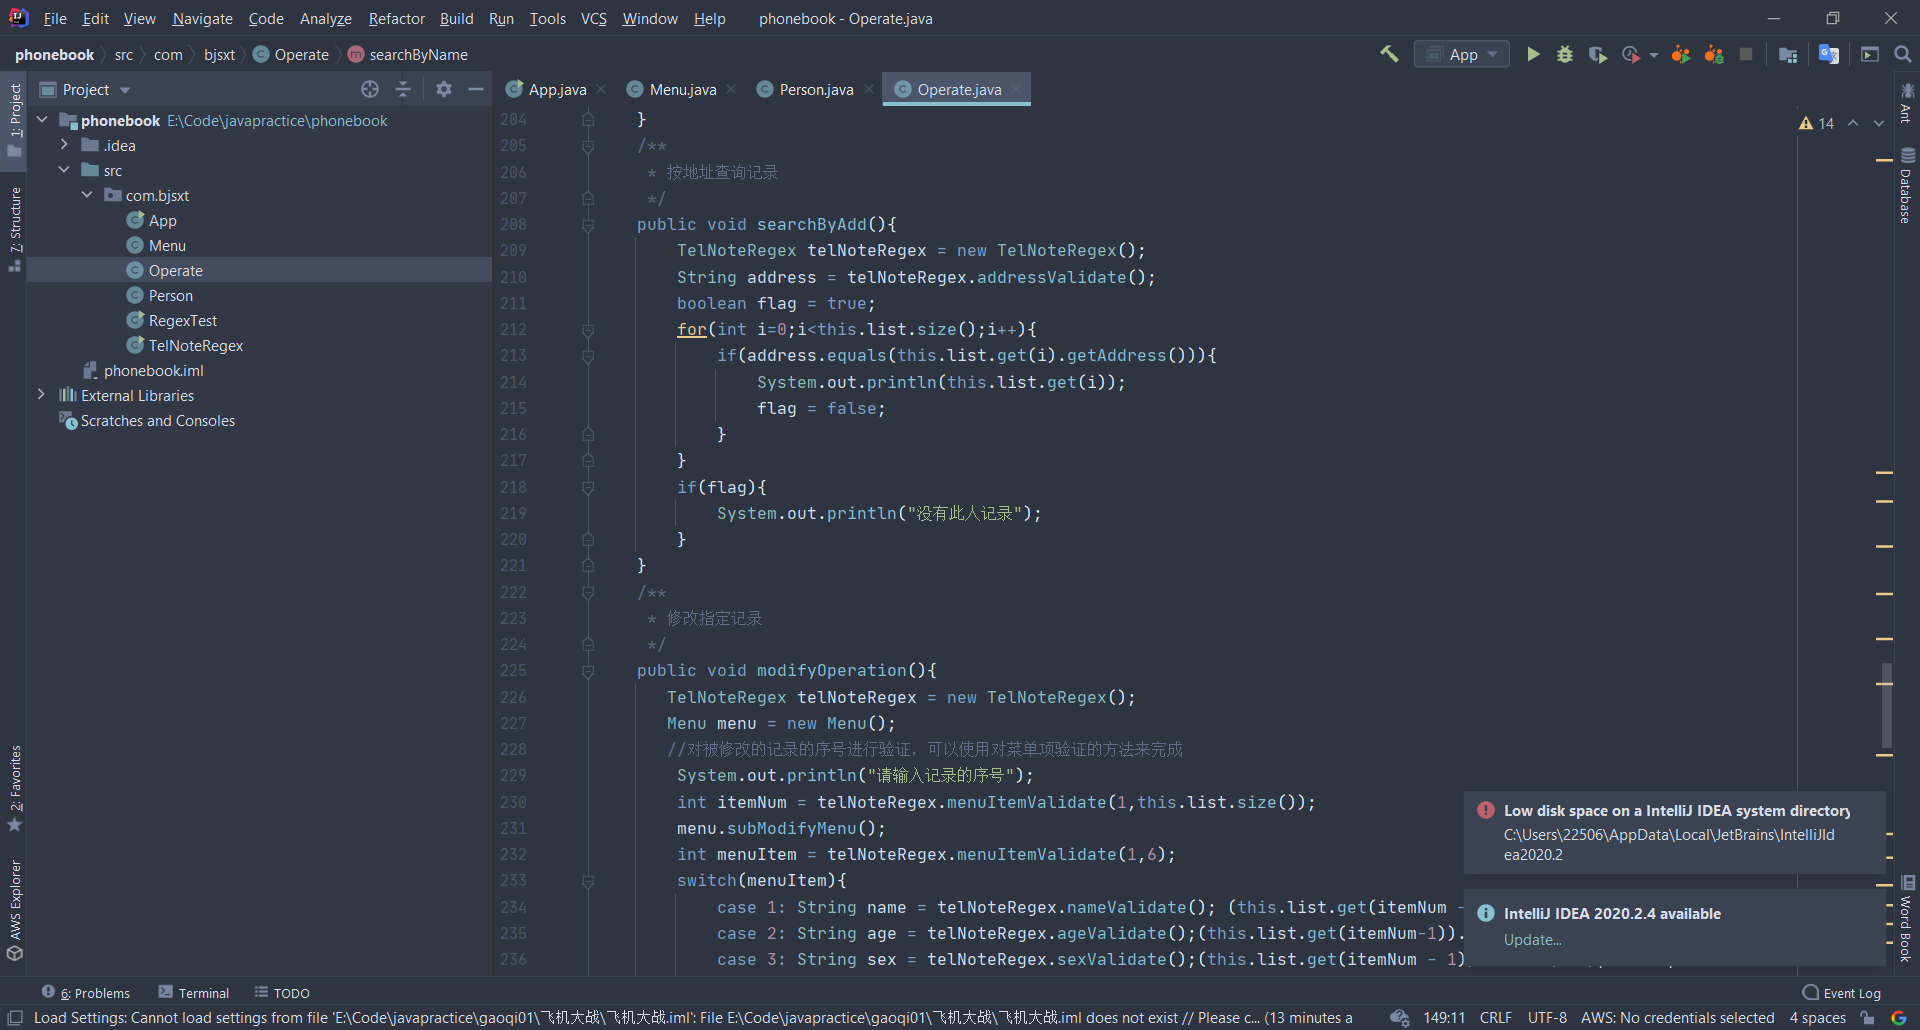 File Edit View Navigate Code Analyze Refactor Build Run Tools VCS Window Help phonebook - Operate.java
phonebook src com bjsxt Operate searchByName App
1: Project
7: Structure
2: Favorites
AWS Explorer
Project
phonebook E:\Code\javapractice\phonebook
.idea
src
com.bjsxt
App
Menu
Operate
Person
RegexTest
TelNoteRegex
phonebook.iml
External Libraries
Scratches and Consoles
App.java Menu.java Person.java Operate.java
14
204 }
205 /**
206 * 按地址查询记录
207 */
208 public void searchByAdd(){
209 TelNoteRegex telNoteRegex = new TelNoteRegex();
210 String address = telNoteRegex.addressValidate();
211 boolean flag = true;
212 for(int i=0;i<this.list.size();i++){
213 if(address.equals(this.list.get(i).getAddress())){
214 System.out.println(this.list.get(i));
215 flag = false;
216 }
217 }
218 if(flag){
219 System.out.println("没有此人记录");
220 }
221 }
222 /**
223 * 修改指定记录
224 */
225 public void modifyOperation(){
226 TelNoteRegex telNoteRegex = new TelNoteRegex();
227 Menu menu = new Menu();
228 //对被修改的记录的序号进行验证，可以使用对菜单项验证的方法来完成
229 System.out.println("请输入记录的序号");
230 int itemNum = telNoteRegex.menuItemValidate(1,this.list.size());
231 menu.subModifyMenu();
232 int menuItem = telNoteRegex.menuItemValidate(1,6);
233 switch(menuItem){
234 case 1: String name = telNoteRegex.nameValidate(); (this.list.get(itemNum -
235 case 2: String age = telNoteRegex.ageValidate();(this.list.get(itemNum-1)).
236 case 3: String sex = telNoteRegex.sexValidate();(this.list.get(itemNum - 1)
Ant
Database
Word Book
Low disk space on a IntelliJ IDEA system directory
C:\Users\22506\AppData\Local\JetBrains\IntelliJId
ea2020.2
IntelliJ IDEA 2020.2.4 available
Update...
6: Problems Terminal TODO Event Log
Load Settings: Cannot load settings from file 'E:\Code\javapractice\gaoqi01\飞机大战\飞机大战.iml': File E:\Code\javapractice\gaoqi01\飞机大战\飞机大战.iml does not exist // Please c... (13 minutes a 149:11 CRLF UTF-8 AWS: No credentials selected 4 spaces